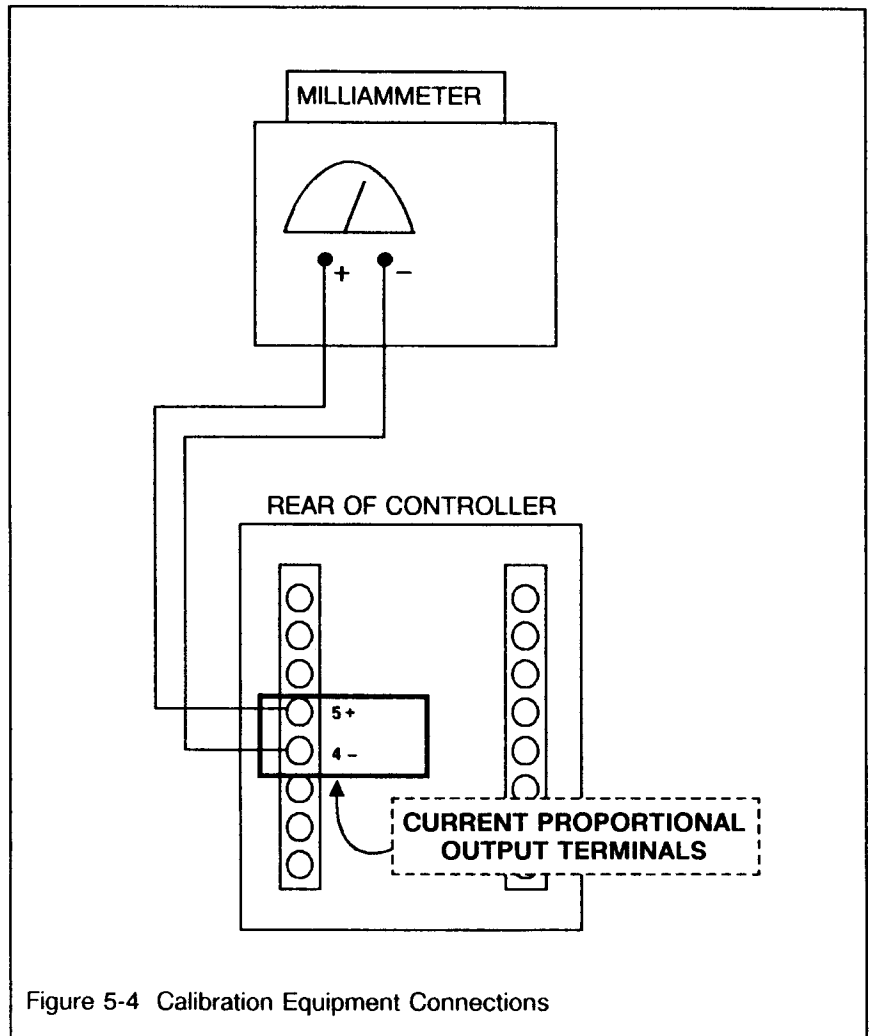 MILLIAMMETER
+ −
REAR OF CONTROLLER
5+
4−
CURRENT PROPORTIONAL
OUTPUT TERMINALS
Figure 5-4 Calibration Equipment Connections